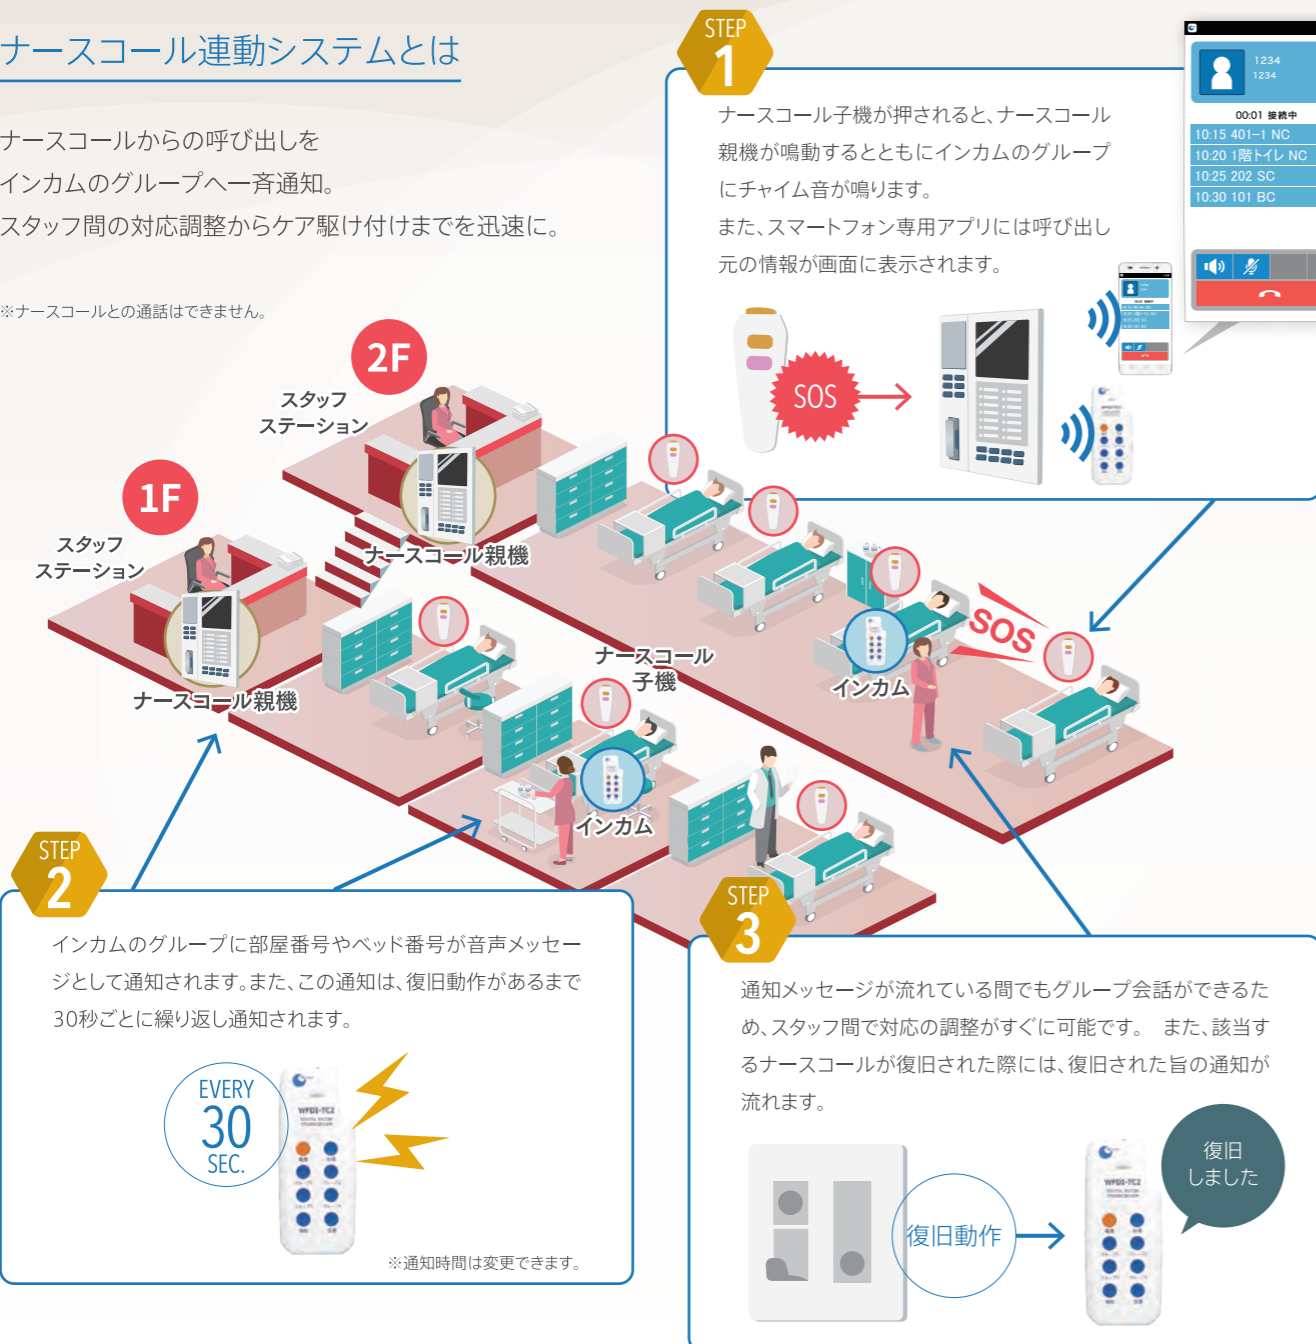 ナースコール連動システムとは
ナースコールからの呼び出しを
インカムのグループへ一斉通知。
スタッフ間の対応調整からケア駆け付けまでを迅速に。
※ナースコールとの通話はできません。
STEP
1
ナースコール子機が押されると、ナースコール
親機が鳴動するとともにインカムのグループ
にチャイム音が鳴ります。
また、スマートフォン専用アプリには呼び出し
元の情報が画面に表示されます。
SOS
1234
1234
00:01 接続中
10:15 401-1 NC
10:20 1階トイレ NC
10:25 202 SC
10:30 101 BC
2F
スタッフ
ステーション
ナースコール親機
1F
スタッフ
ステーション
ナースコール親機
ナースコール
子機
インカム
SOS
インカム
STEP
2
インカムのグループに部屋番号やベッド番号が音声メッセー
ジとして通知されます。また、この通知は、復旧動作があるまで
30秒ごとに繰り返し通知されます。
EVERY
30
SEC.
WFDI-TC2
※通知時間は変更できます。
STEP
3
通知メッセージが流れている間でもグループ会話ができるた
め、スタッフ間で対応の調整がすぐに可能です。 また、該当す
るナースコールが復旧された際には、復旧された旨の通知が
流れます。
復旧動作
WFDI-TC2
復旧
しました